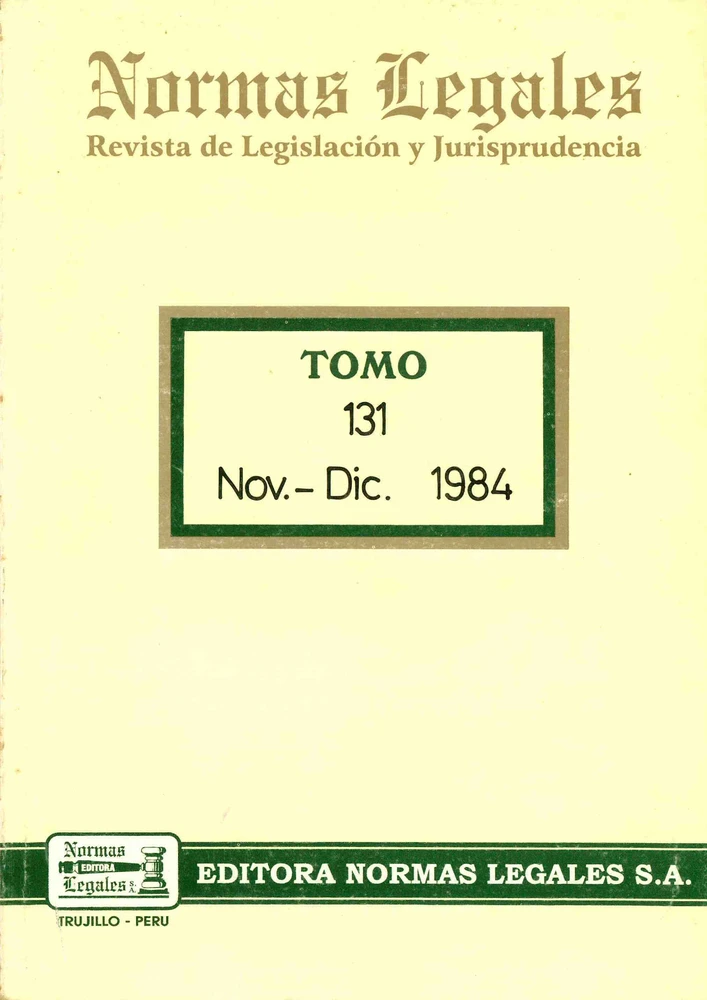 Normas Legales
Revista de Legislación y Jurisprudencia
TOMO
131
Nov.- Dic. 1984
Normas
EDITORA
Legales S.A.
EDITORA NORMAS LEGALES S.A.
TRUJILLO - PERU